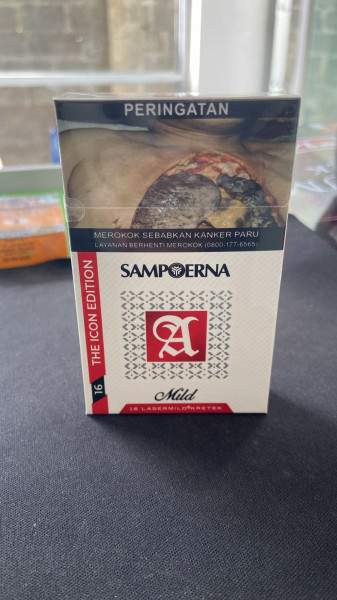 PERINGATAN
MEROKOK SEBABKAN KANKER PARU
LAYANAN BERHENTI MEROKOK (0800-177-6565)
SAMPOERNA
THE ICON EDITION
16
A
Mild
16 LASERMILD KRETEK